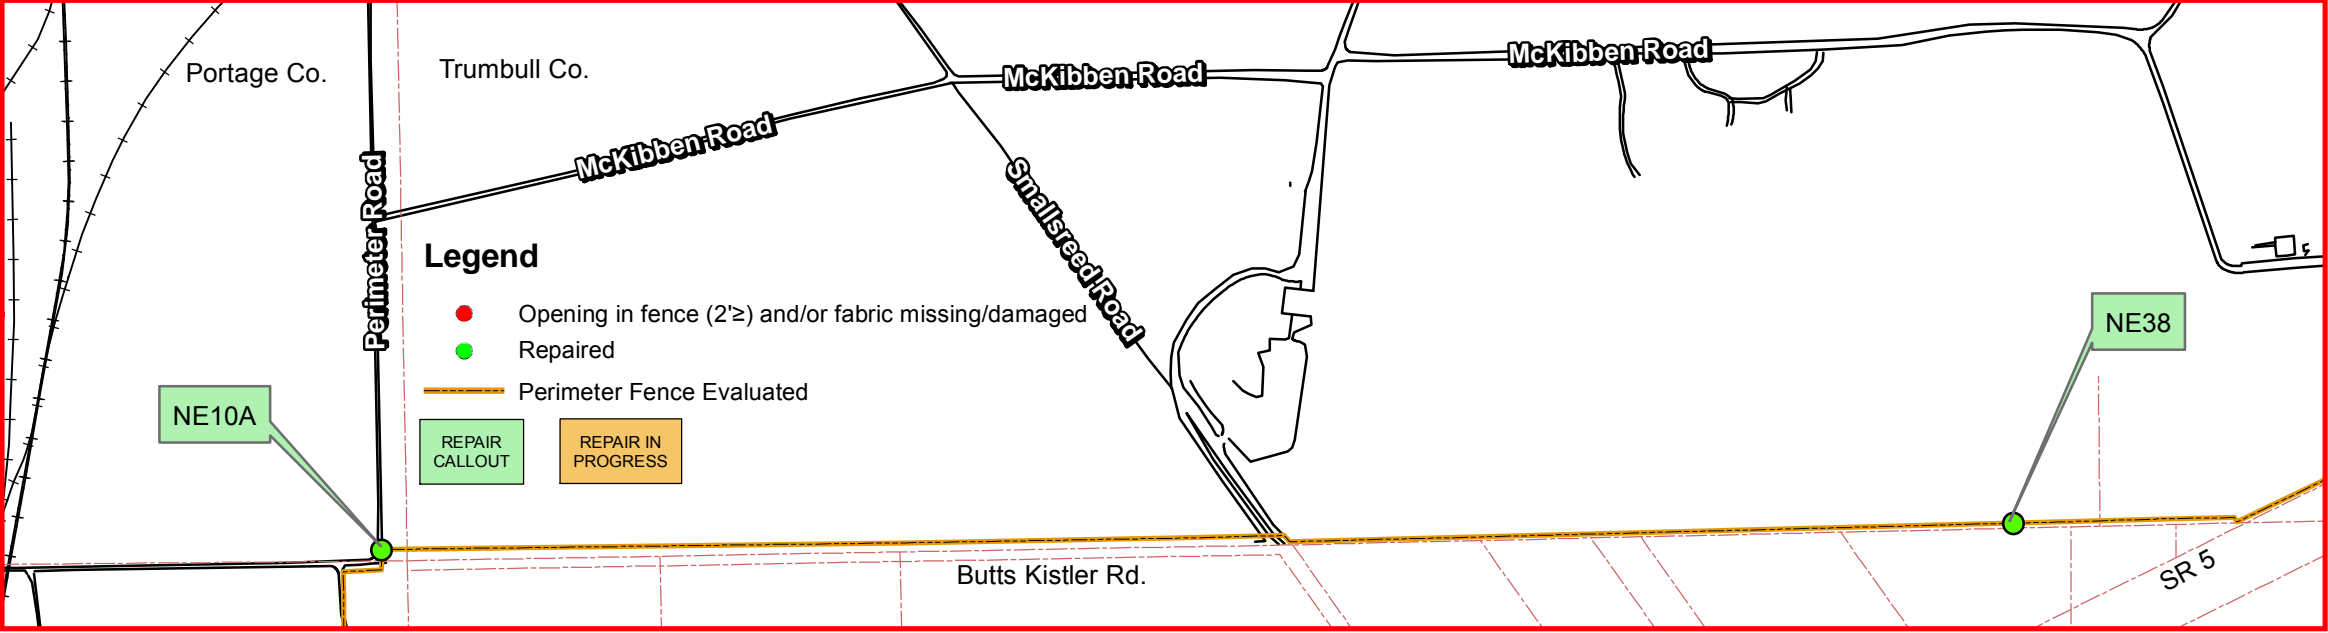 Portage Co.
Trumbull Co.
McKibben Road
McKibben Road
McKibben Road
Perimeter Road
Smallsreed Road
Legend
Opening in fence (2'≥) and/or fabric missing/damaged
Repaired
Perimeter Fence Evaluated
REPAIR
CALLOUT
REPAIR IN
PROGRESS
NE10A
NE38
Butts Kistler Rd.
SR 5